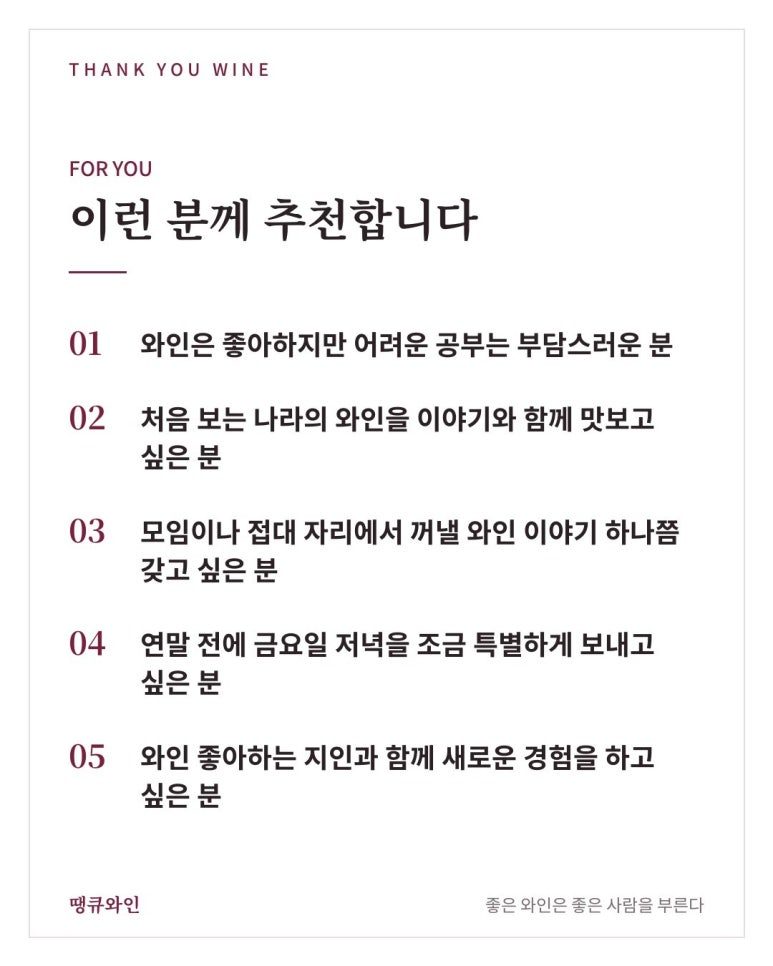 THANK YOU WINE
FOR YOU
이런 분께 추천합니다
01 와인은 좋아하지만 어려운 공부는 부담스러운 분
02 처음 보는 나라의 와인을 이야기와 함께 맛보고
싶은 분
03 모임이나 접대 자리에서 꺼낼 와인 이야기 하나쯤
갖고 싶은 분
04 연말 전에 금요일 저녁을 조금 특별하게 보내고
싶은 분
05 와인 좋아하는 지인과 함께 새로운 경험을 하고
싶은 분
땡큐와인 좋은 와인은 좋은 사람을 부른다